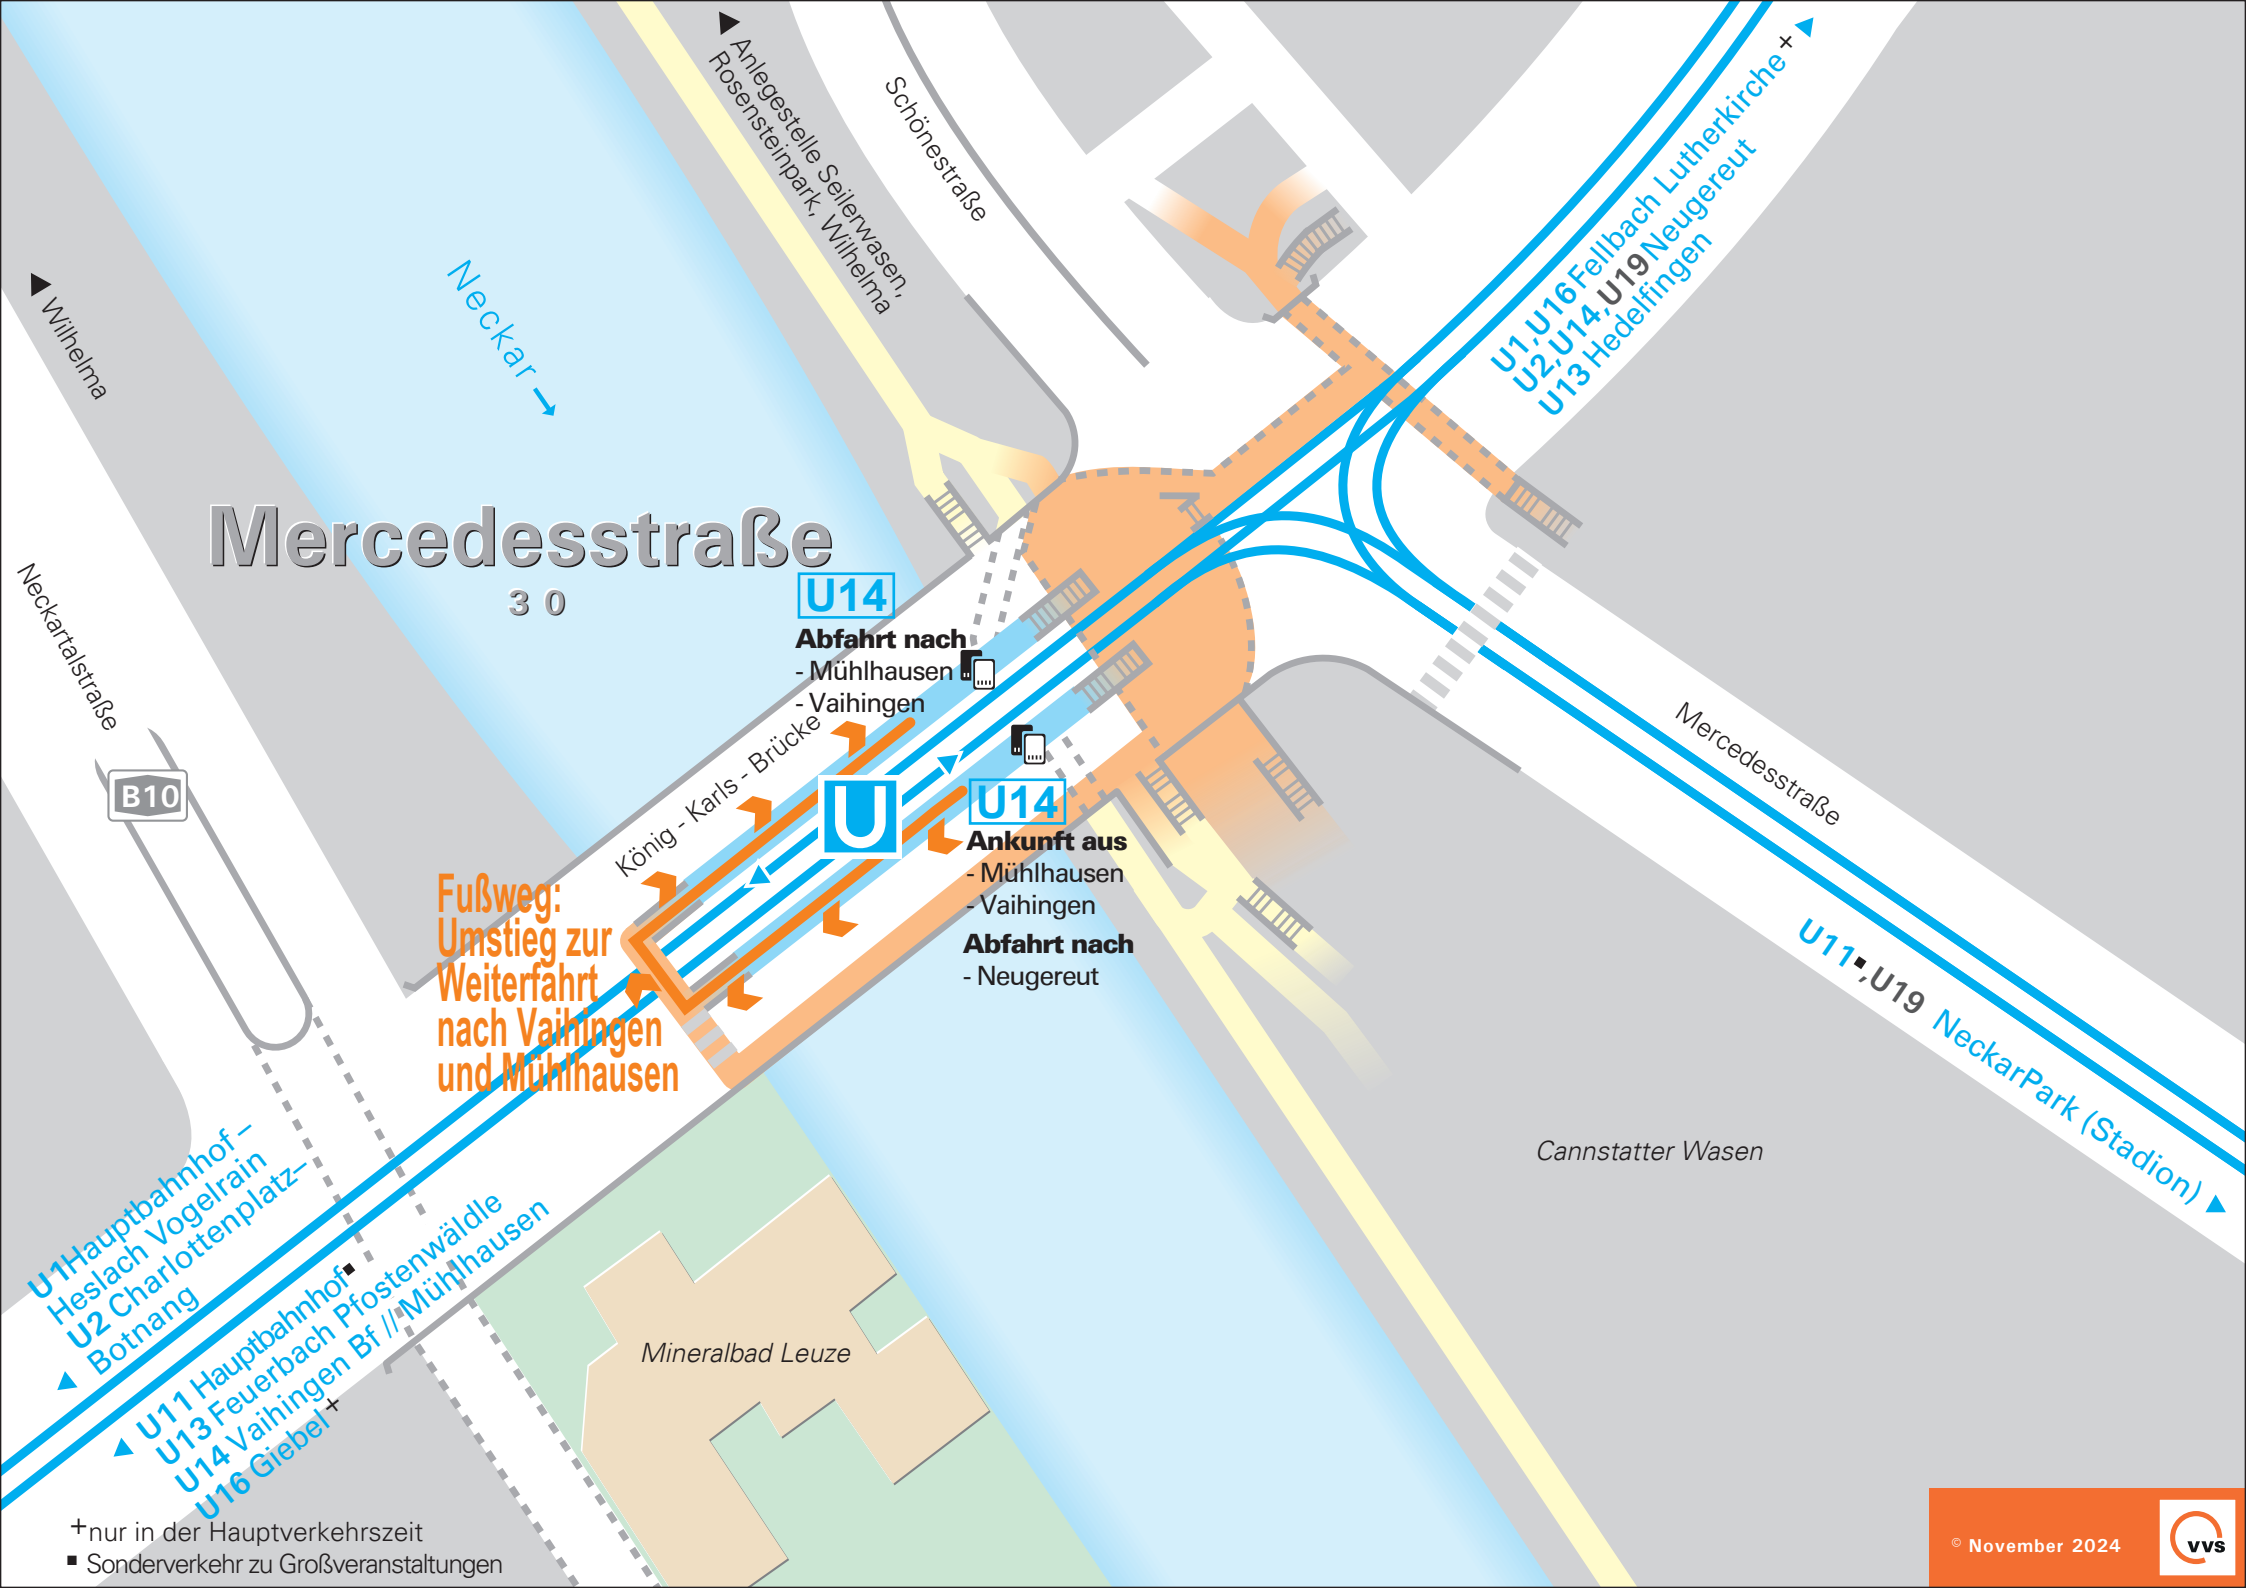 Anlegestelle Seilerwasen,
Rosensteinpark, Wilhelma
Schönestraße
U1,U16 Fellbach Lutherkirche+
U2,U14,U19 Neugereut
U13 Hedelfingen
Wilhelma
Neckar
Mercedesstraße
30
Neckartalstraße
B10
U14
Abfahrt nach
- Mühlhausen
- Vaihingen
König - Karls - Brücke
U
U14
Ankunft aus
- Mühlhausen
- Vaihingen
Abfahrt nach
- Neugereut
Fußweg:
Umstieg zur
Weiterfahrt
nach Vaihingen
und Mühlhausen
Mercedesstraße
U11▪,U19 NeckarPark (Stadion)
Cannstatter Wasen
Mineralbad Leuze
U1Hauptbahnhof –
Heslach Vogelrain
U2 Charlottenplatz–
Botnang
U11 Hauptbahnhof▪
U13 Feuerbach Pfostenwäldle
U14 Vaihingen Bf // Mühlhausen
U16 Giebel+
+nur in der Hauptverkehrszeit
▪ Sonderverkehr zu Großveranstaltungen
© November 2024
vvs